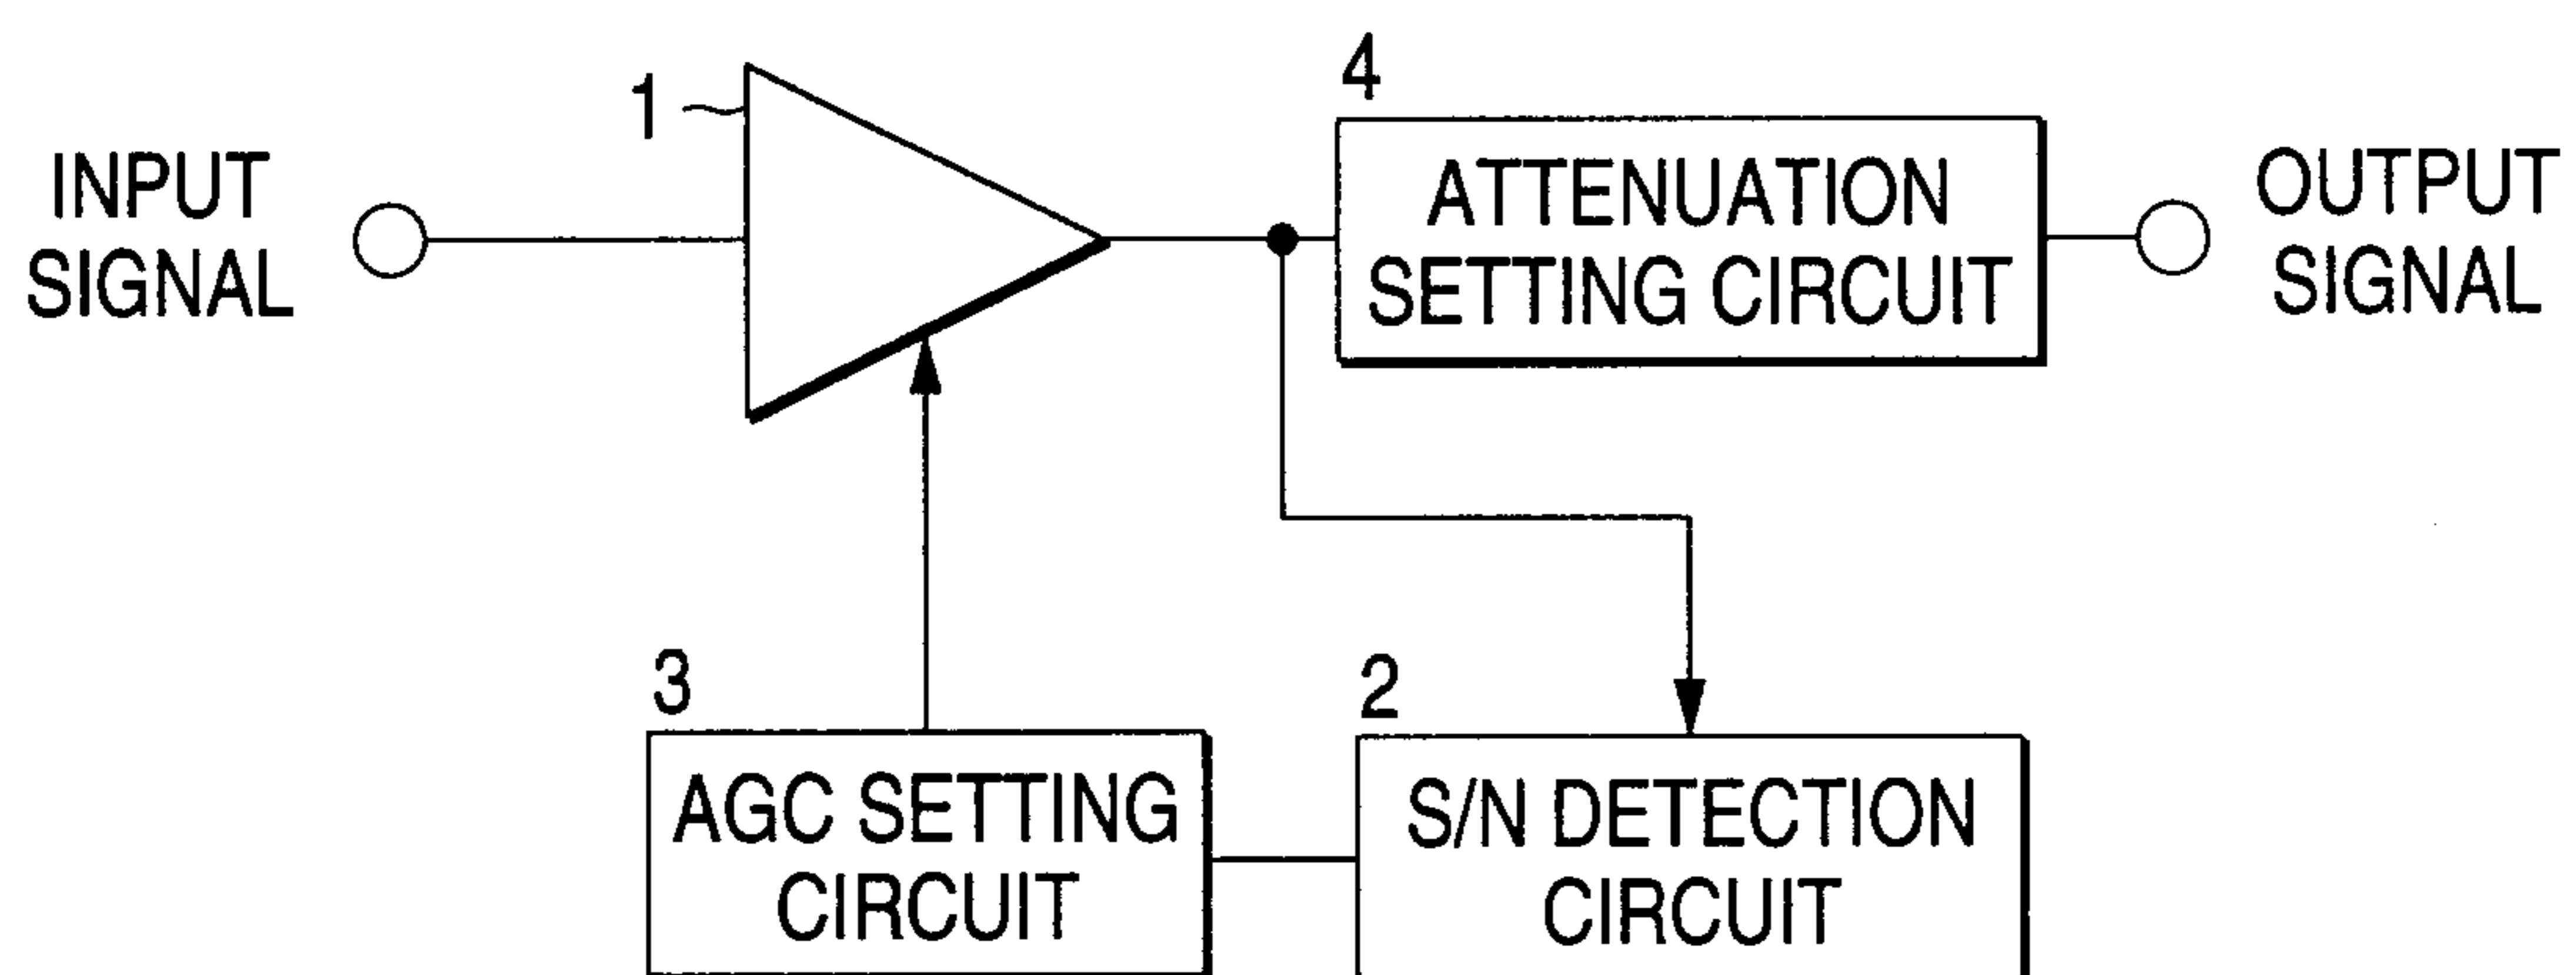 INPUT
SIGNAL
1
4
ATTENUATION
SETTING CIRCUIT
OUTPUT
SIGNAL
3
AGC SETTING
CIRCUIT
2
S/N DETECTION
CIRCUIT